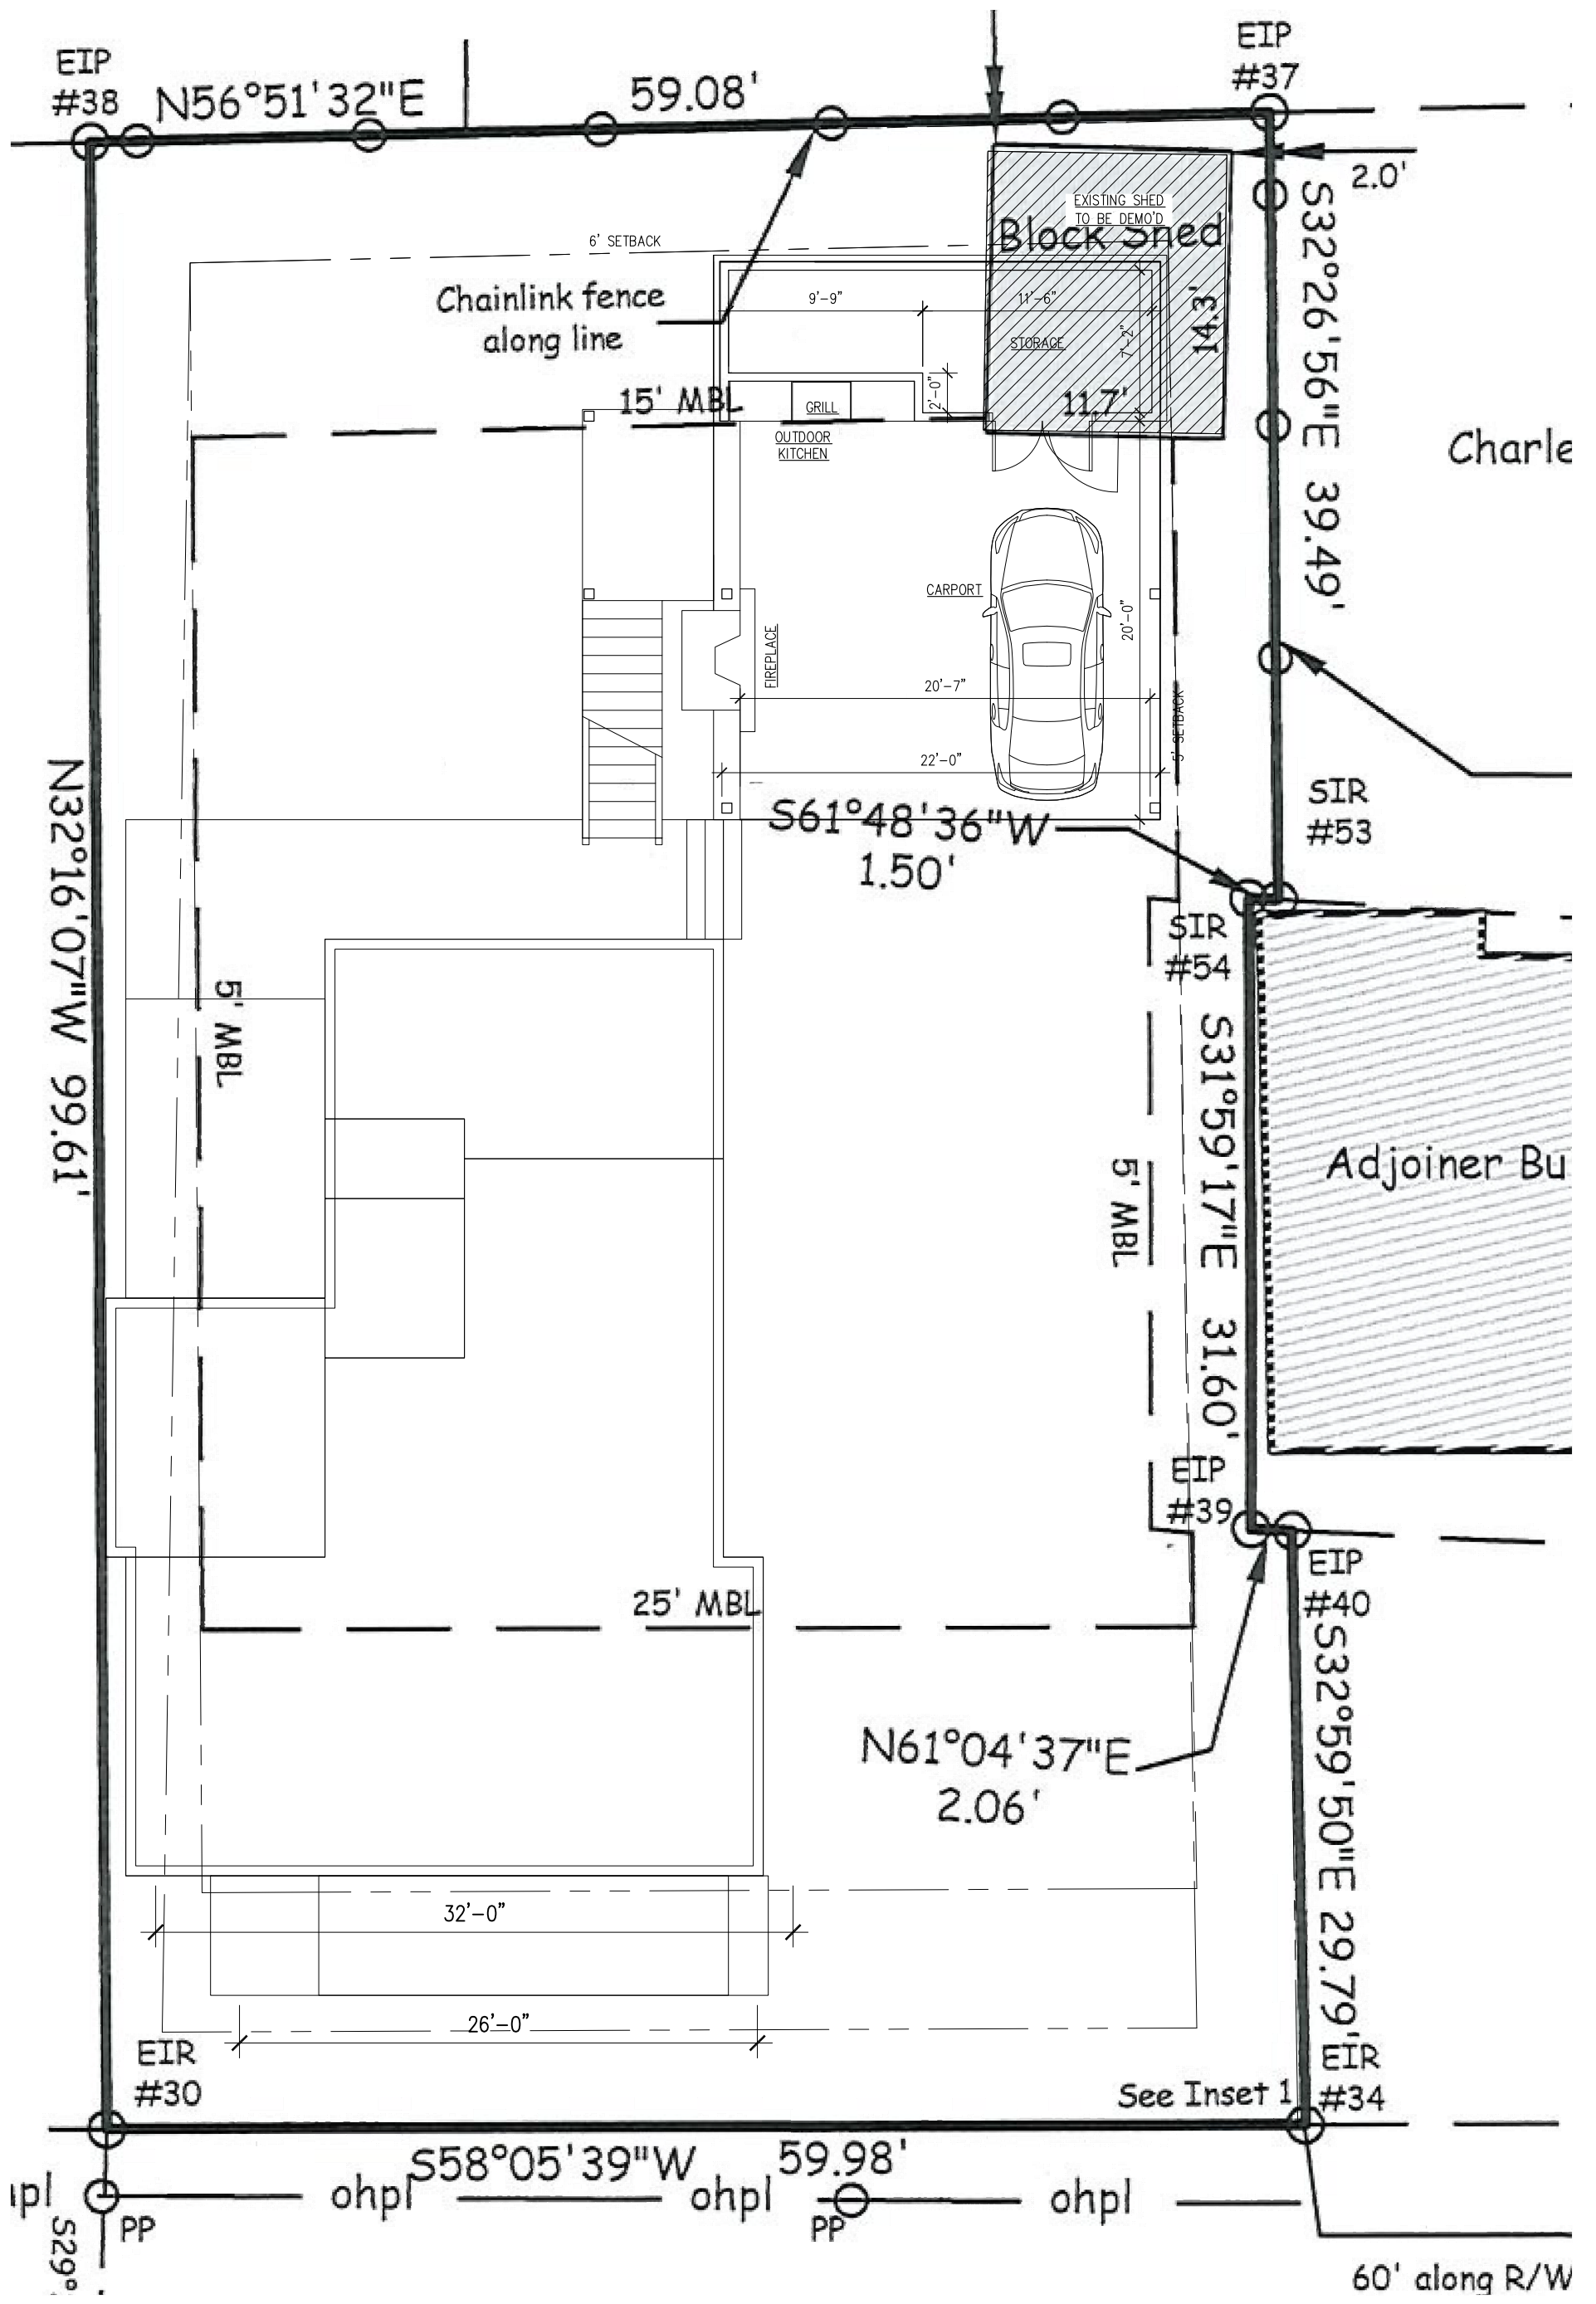 EIP
#38
N56°51'32"E
59.08'
EIP
#37
2.0'
EXISTING SHED
TO BE DEMO'D
Block Shed
6' SETBACK
Chainlink fence
along line
9'-9"
11'-6"
STORAGE
7'-2"
14.3'
S32°26'56"E 39.49'
15' MBL
GRILL
2'-0"
11.7'
OUTDOOR
KITCHEN
Charle
CARPORT
20'-0"
FIREPLACE
20'-7"
5' SETBACK
22'-0"
S61°48'36"W
1.50'
SIR
#53
N32°16'07"W 99.61'
SIR
#54
5' MBL
S31°59'17"E 31.60'
5' MBL
Adjoiner Bu
EIP
#39
EIP
#40
25' MBL
S32°59'50"E 29.79'
N61°04'37"E
2.06'
32'-0"
26'-0"
EIR
#30
See Inset 1
EIR
#34
S58°05'39"W
59.98'
pl
ohpl
ohpl
ohpl
PP
PP
S29°
60' along R/W